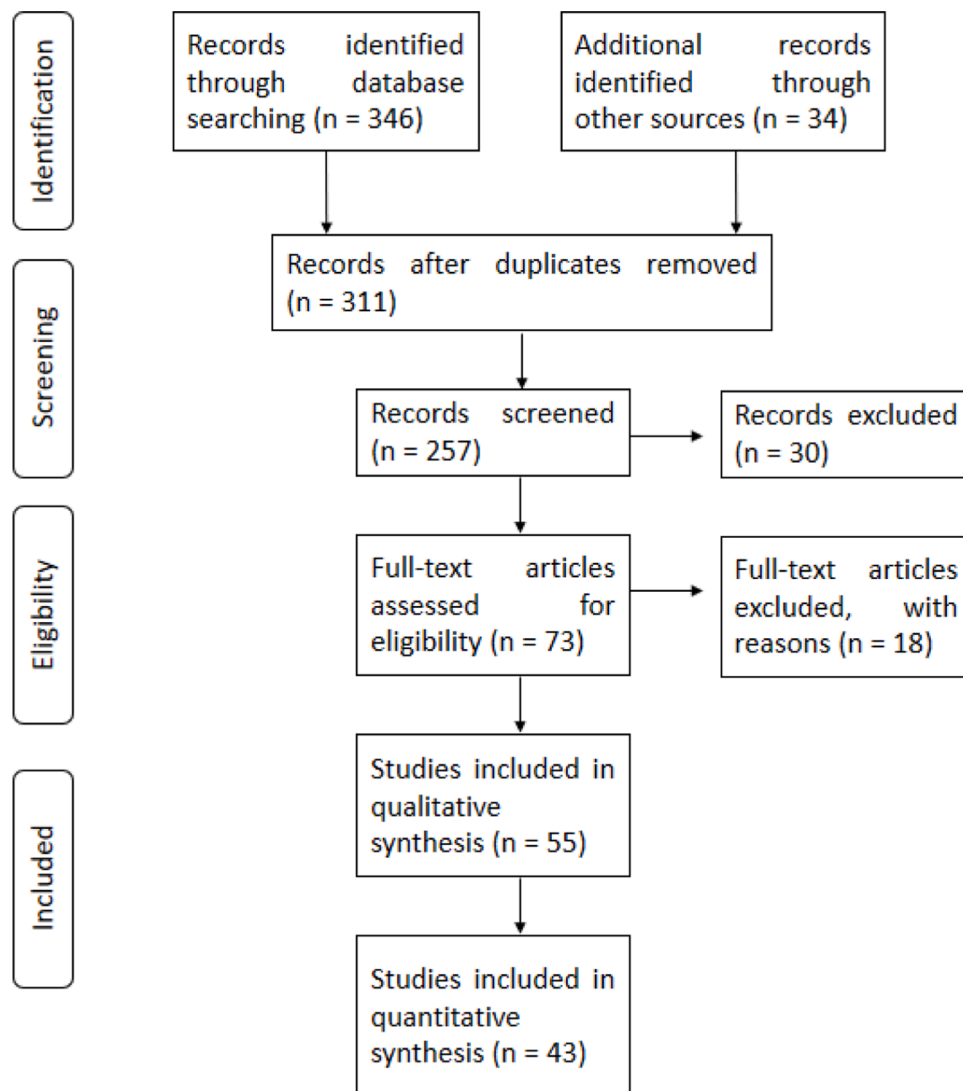 Identification
Records identified
through database
searching (n = 346)
Additional records
identified through
other sources (n = 34)
Records after duplicates removed
(n = 311)
Screening
Records screened
(n = 257)
Records excluded
(n = 30)
Eligibility
Full-text articles
assessed for
eligibility (n = 73)
Full-text articles
excluded, with
reasons (n = 18)
Included
Studies included in
qualitative
synthesis (n = 55)
Studies included in
quantitative
synthesis (n = 43)